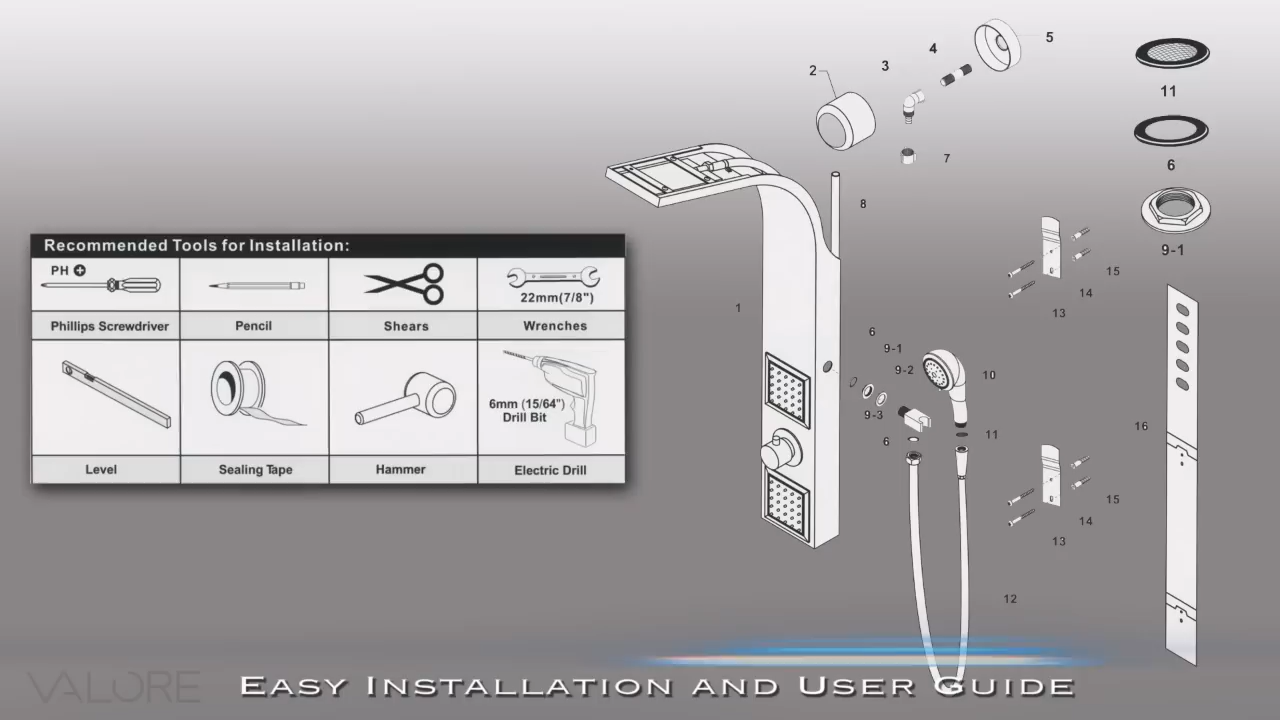 Recommended Tools for Installation:
PH
22mm(7/8")
Phillips Screwdriver
Pencil
Shears
Wrenches
6mm (15/64")
Drill Bit
Level
Sealing Tape
Hammer
Electric Drill
5
4
3
2
11
7
6
8
9-1
15
14
13
1
6
9-1
9-2
10
9-3
11
6
16
15
14
13
12
VALORE
EASY INSTALLATION AND USER GUIDE